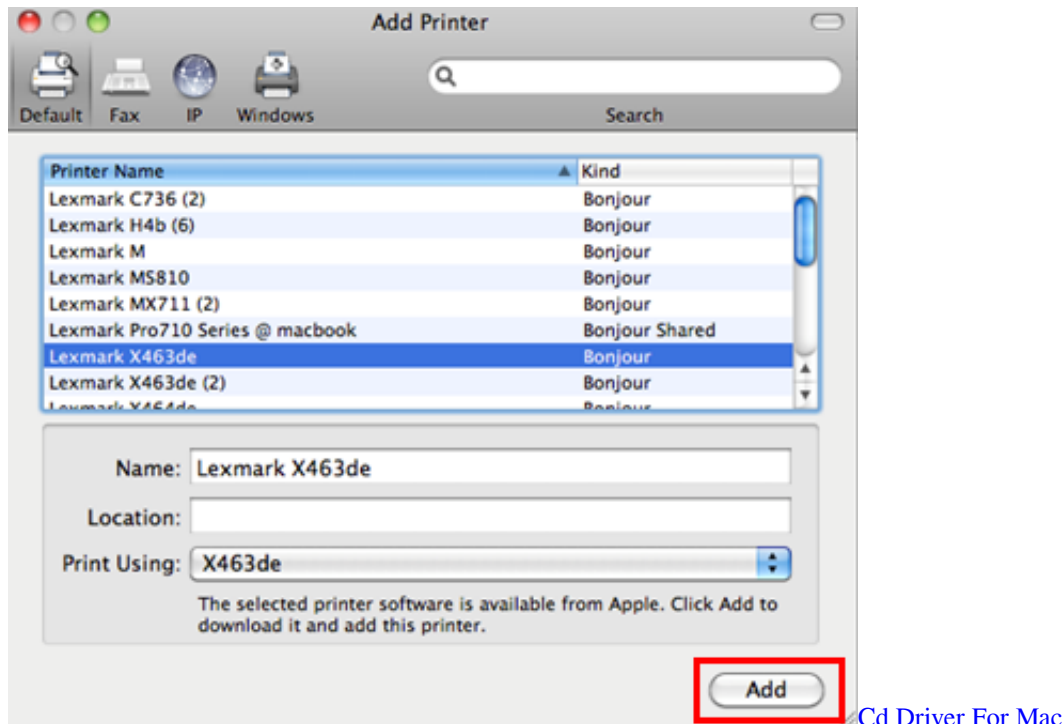 Add Printer
Default Fax IP Windows Search
Printer Name Kind
Lexmark C736 (2) Bonjour
Lexmark H4b (6) Bonjour
Lexmark M Bonjour
Lexmark MS810 Bonjour
Lexmark MX711 (2) Bonjour
Lexmark Pro710 Series @ macbook Bonjour Shared
Lexmark X463de Bonjour
Lexmark X463de (2) Bonjour
Lexmark X464de Bonjour
Name: Lexmark X463de
Location:
Print Using: X463de
The selected printer software is available from Apple. Click Add to
download it and add this printer.
Add
Cd Driver For Mac